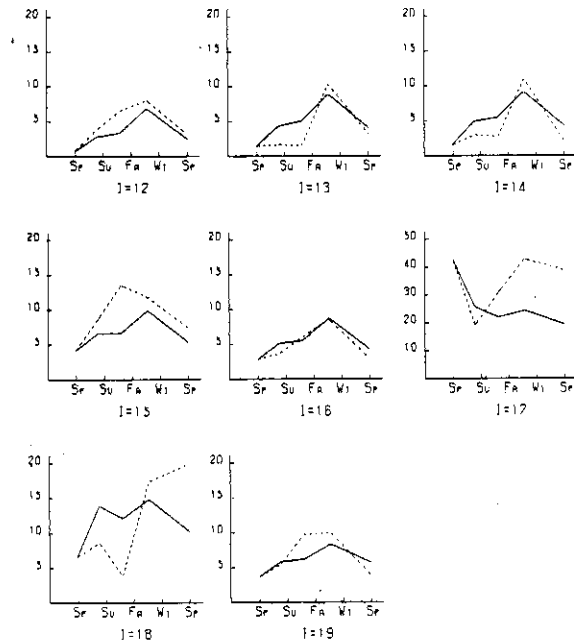 20 20 20
15 15 15
10 10 10
5 5 5
Sp Su Fa Wi Sp Sp Su Fa Wi Sp Sp Su Fa Wi Sp
I=12 I=13 I=14
20 20 50
15 15 40
10 10 30
5 5 20
10
Sp Su Fa Wi Sp Sp Su Fa Wi Sp Sp Su Fa Wi Sp
I=15 I=16 I=17
20 20
15 15
10 10
5 5
Sp Su Fa Wi Sp Sp Su Fa Wi Sp
I=18 I=19